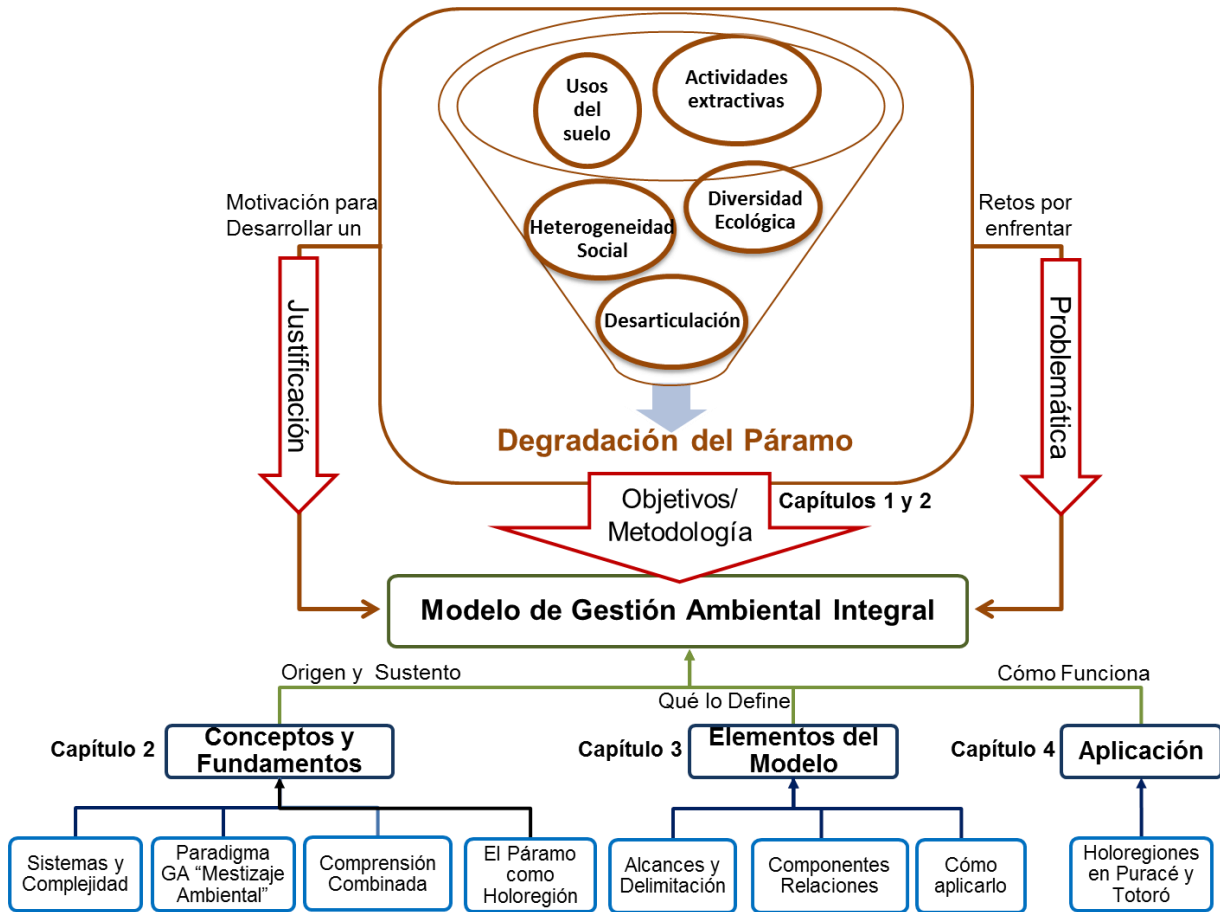 Usos
del
suelo
Actividades
extractivas
Heterogeneidad
Social
Diversidad
Ecológica
Desarticulación
Degradación del Páramo
Motivación para
Desarrollar un
Retos por
enfrentar
Justificación
Problemática
Objetivos/
Metodología
Capítulos 1 y 2
Modelo de Gestión Ambiental Integral
Origen y Sustento
Qué lo Define
Cómo Funciona
Capítulo 2
Conceptos y
Fundamentos
Capítulo 3
Elementos del
Modelo
Capítulo 4
Aplicación
Sistemas y
Complejidad
Paradigma
GA “Mestizaje
Ambiental”
Comprensión
Combinada
El Páramo
como
Holoregión
Alcances y
Delimitación
Componentes
Relaciones
Cómo
aplicarlo
Holoregiones
en Puracé y
Totoró